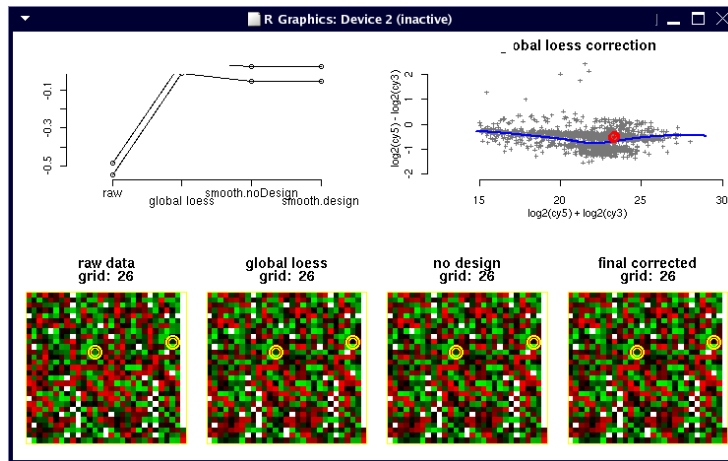 R Graphics: Device 2 (inactive)
-0.1
-0.3
-0.5
raw
global loess
smooth.noDesign
smooth.design
obal loess correction
log2(cy5) - log2(cy3)
2
1
0
-1
-2
15
20
25
30
log2(cy5) + log2(cy3)
raw data
grid: 26
global loess
grid: 26
no design
grid: 26
final corrected
grid: 26